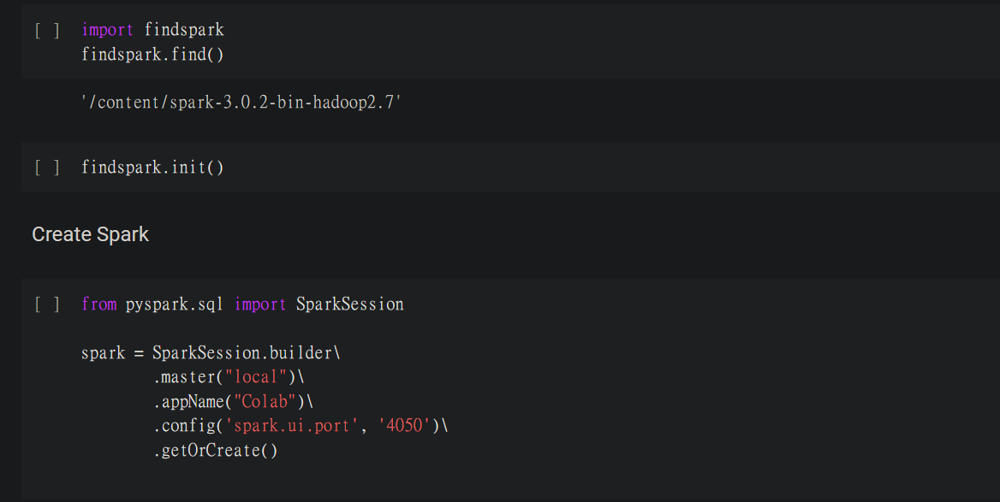 [ ] import findspark
findspark.find()
'/content/spark-3.0.2-bin-hadoop2.7'
[ ] findspark.init()
Create Spark
[ ] from pyspark.sql import SparkSession
spark = SparkSession.builder\
.master("local")\
.appName("Colab")\
.config('spark.ui.port', '4050')\
.getOrCreate()